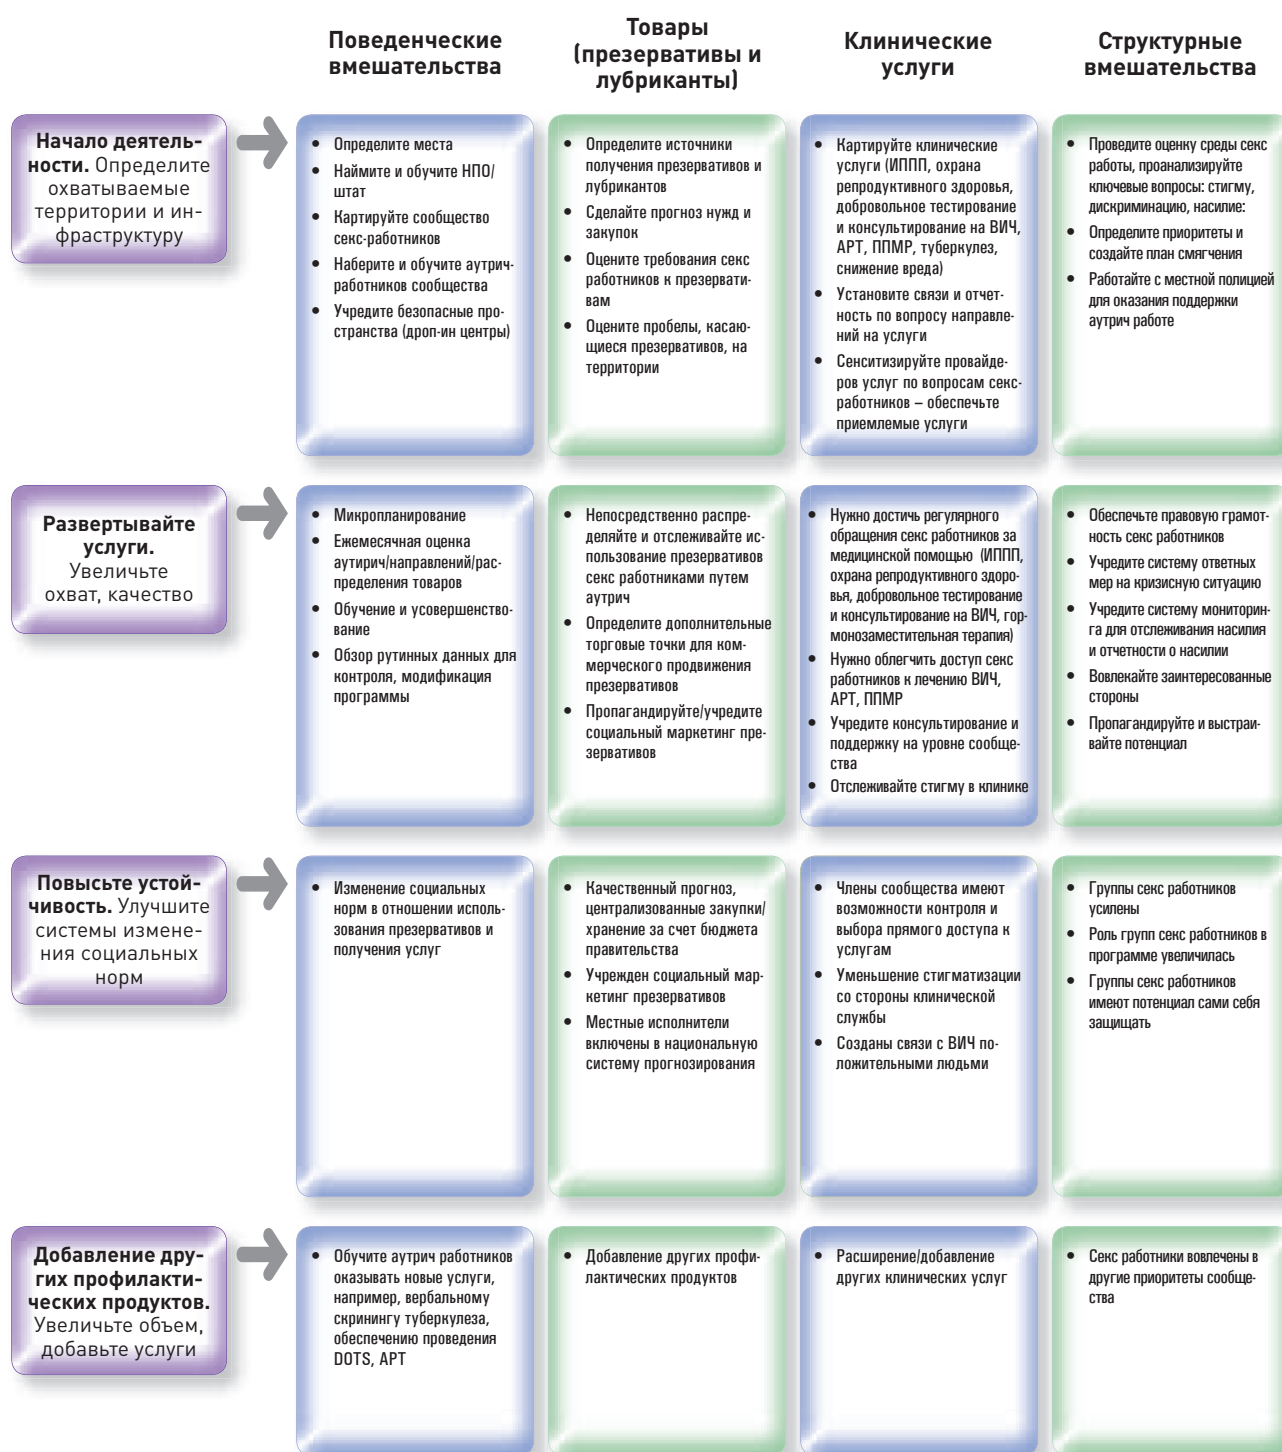 Поведенческие
вмешательства
Товары
(презервативы и
лубриканты)
Клинические
услуги
Структурные
вмешательства
Начало деятель-
ности. Определите
охватываемые
территории и ин-
фраструктуру
• Определите места
• Наймите и обучите НПО/
штат
• Картируйте сообщество
секс-работников
• Наберите и обучите аутрич-
работников сообщества
• Учредите безопасные про-
странства (дроп-ин центры)
• Определите источники
получения презервативов и
лубрикантов
• Сделайте прогноз нужд и
закупок
• Оцените требования секс
работников к презервати-
вам
• Оцените пробелы, касаю-
щиеся презервативов, на
территории
• Картируйте клинические
услуги (ИППП, охрана
репродуктивного здоровья,
добровольное тестирование
и консультирование на ВИЧ,
АРТ, ППМР, туберкулез,
снижение вреда)
• Установите связи и отчет-
ность по вопросу направле-
ний на услуги
• Сенситизируйте провайде-
ров услуг по вопросам секс-
работников – обеспечьте
приемлемые услуги
• Проведите оценку среды секс
работы, проанализируйте
ключевые вопросы: стигму,
дискриминацию, насилие:
• Определите приоритеты и
создайте план смягчения
• Работайте с местной полицией
для оказания поддержки
аутрич работе
Развертывайте
услуги.
Увеличьте
охват, качество
• Микропланирование
• Ежемесячная оценка
аутирич/направлений/рас-
пределения товаров
• Обучение и усовершенство-
вание
• Обзор рутинных данных для
контроля, модификация
программы
• Непосредственно распре-
деляйте и отслеживайте ис-
пользование презервативов
секс работниками путем
аутрич
• Определите дополнительные
торговые точки для ком-
мерческого продвижения
презервативов
• Пропагандируйте/учредите
социальный маркетинг пре-
зервативов
• Нужно достичь регулярного
обращения секс работников за
медицинской помощью (ИППП,
охрана репродуктивного здоро-
вья, добровольное тестирование
и консультирование на ВИЧ, гор-
монозаместительная терапия)
• Нужно облегчить доступ секс
работников к лечению ВИЧ,
АРТ, ППМР
• Учредите консультирование и
поддержку на уровне сообще-
ства
• Отслеживайте стигму в клинике
• Обеспечьте правовую грамот-
ность секс работников
• Учредите систему ответных
мер на кризисную ситуацию
• Учредите систему мониторин-
га для отслеживания насилия
и отчетности о насилии
• Вовлекайте заинтересованные
стороны
• Пропагандируйте и выстраи-
вайте потенциал
Повысьте устой-
чивость. Улучшите
системы измене-
ния социальных
норм
• Изменение социальных
норм в отношении исполь-
зования презервативов и
получения услуг
• Качественный прогноз,
централизованные закупки/
хранение за счет бюджета
правительства
• Учрежден социальный мар-
кетинг презервативов
• Местные исполнители
включены в национальную
систему прогнозирования
• Члены сообщества имеют
возможности контроля и
выбора прямого доступа к
услугам
• Уменьшение стигматизации
со стороны клинической
службы
• Созданы связи с ВИЧ по-
ложительными людьми
• Группы секс работников
усилены
• Роль групп секс работников в
программе увеличилась
• Группы секс работников
имеют потенциал сами себя
защищать
Добавление дру-
гих профилакти-
ческих продуктов.
Увеличьте объем,
добавьте услуги
• Обучите аутрич работников
оказывать новые услуги,
например, вербальному
скринингу туберкулеза,
обеспечению проведения
DOTS, АРТ
• Добавление других профи-
лактических продуктов
• Расширение/добавление
других клинических услуг
• Секс работники вовлечены в
другие приоритеты сообще-
ства